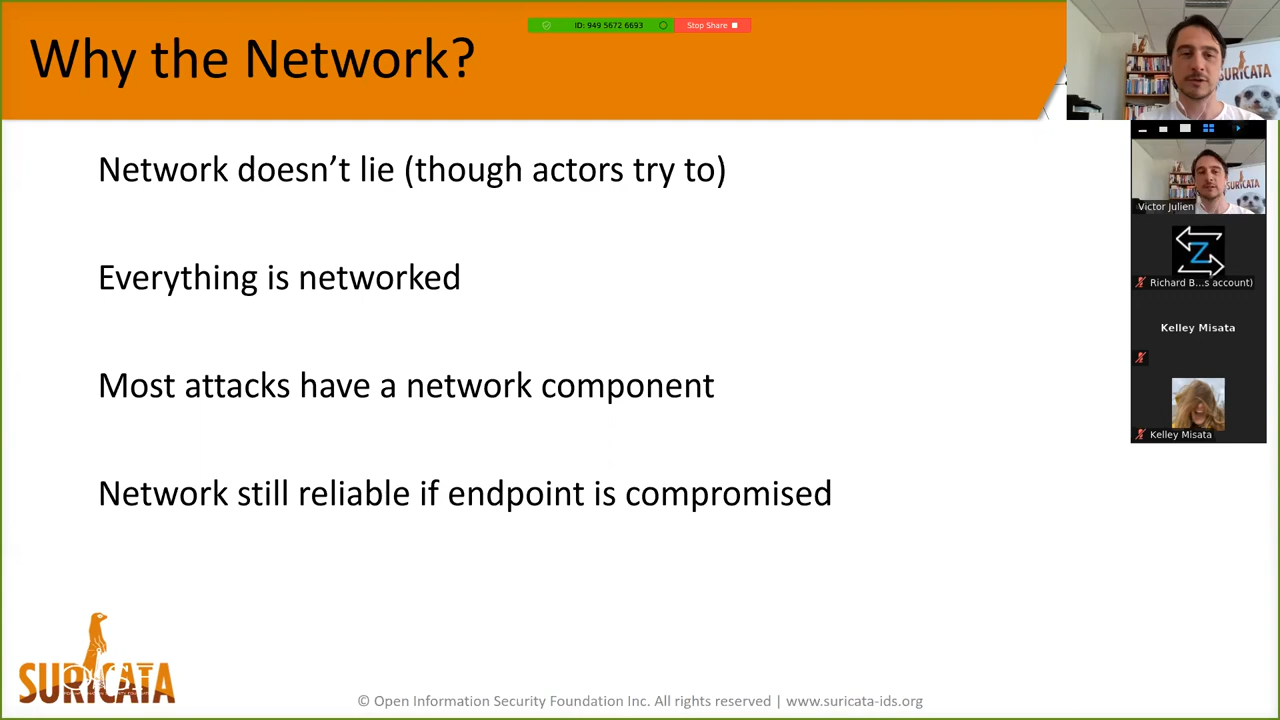 Why the Network?
ID: 949 5672 6693
Stop Share
SURICATA
Network doesn’t lie (though actors try to)
Everything is networked
Most attacks have a network component
Network still reliable if endpoint is compromised
SURICATA
Victor Julien
Z
Richard B...s account)
Kelley Misata
Kelley Misata
SURICATA
© Open Information Security Foundation Inc. All rights reserved | www.suricata-ids.org